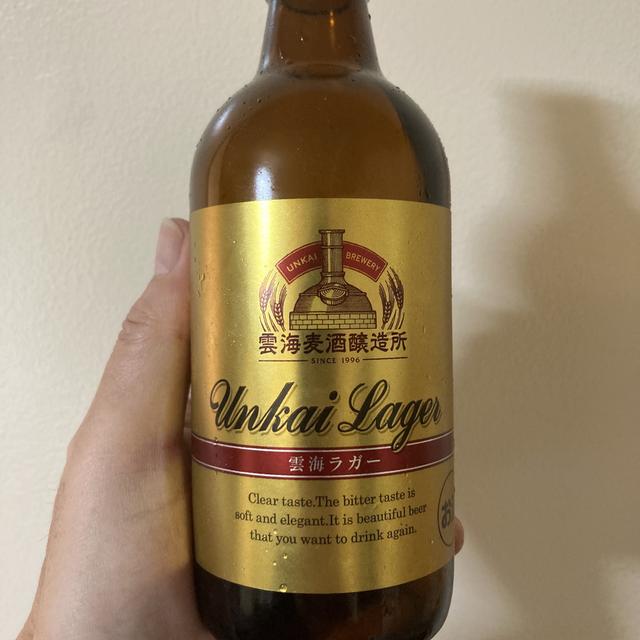 UNKAI BREWERY
雲海麦酒醸造所
SINCE 1996
Unkai Lager
雲海ラガー
Clear taste.The bitter taste is
soft and elegant.It is beautiful beer
that you want to drink again.
お